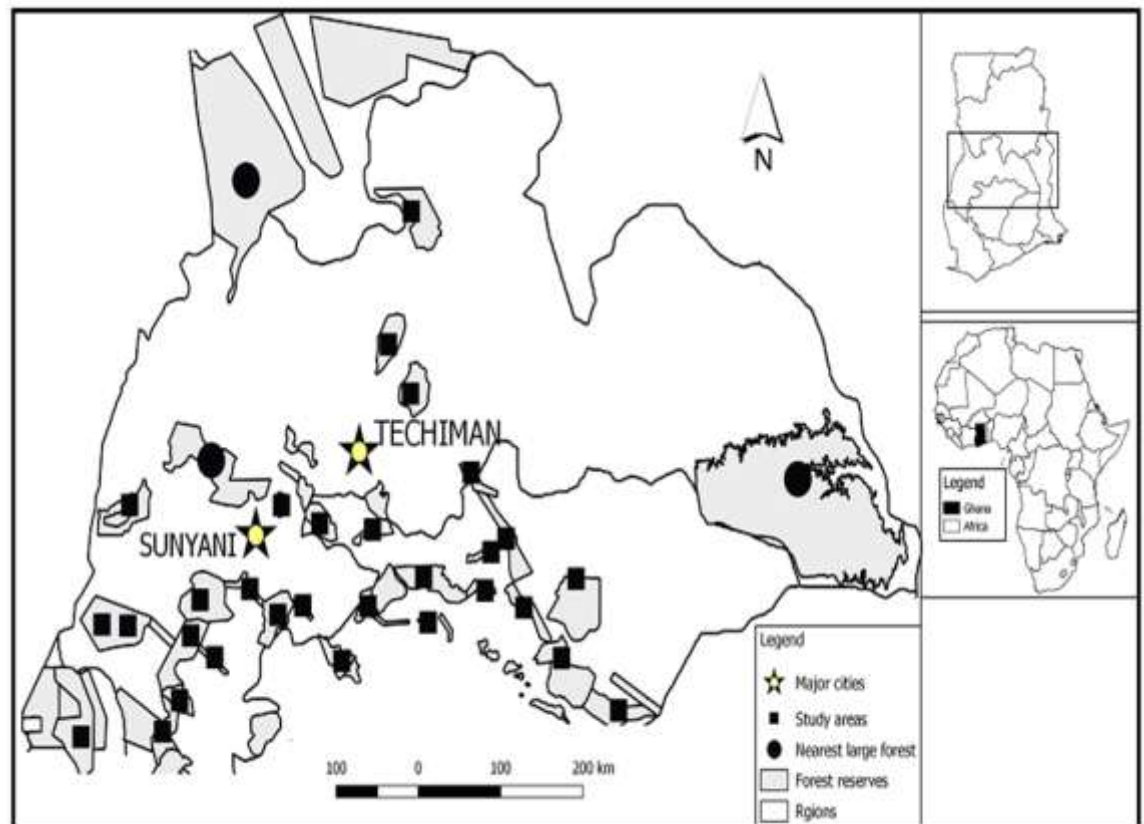 N
TECHIMAN
SUNYANI
100 0 100 200 km
Legend
Major cities
Study areas
Nearest large forest
Forest reserves
Rgions
Legend
Ghana
Africa